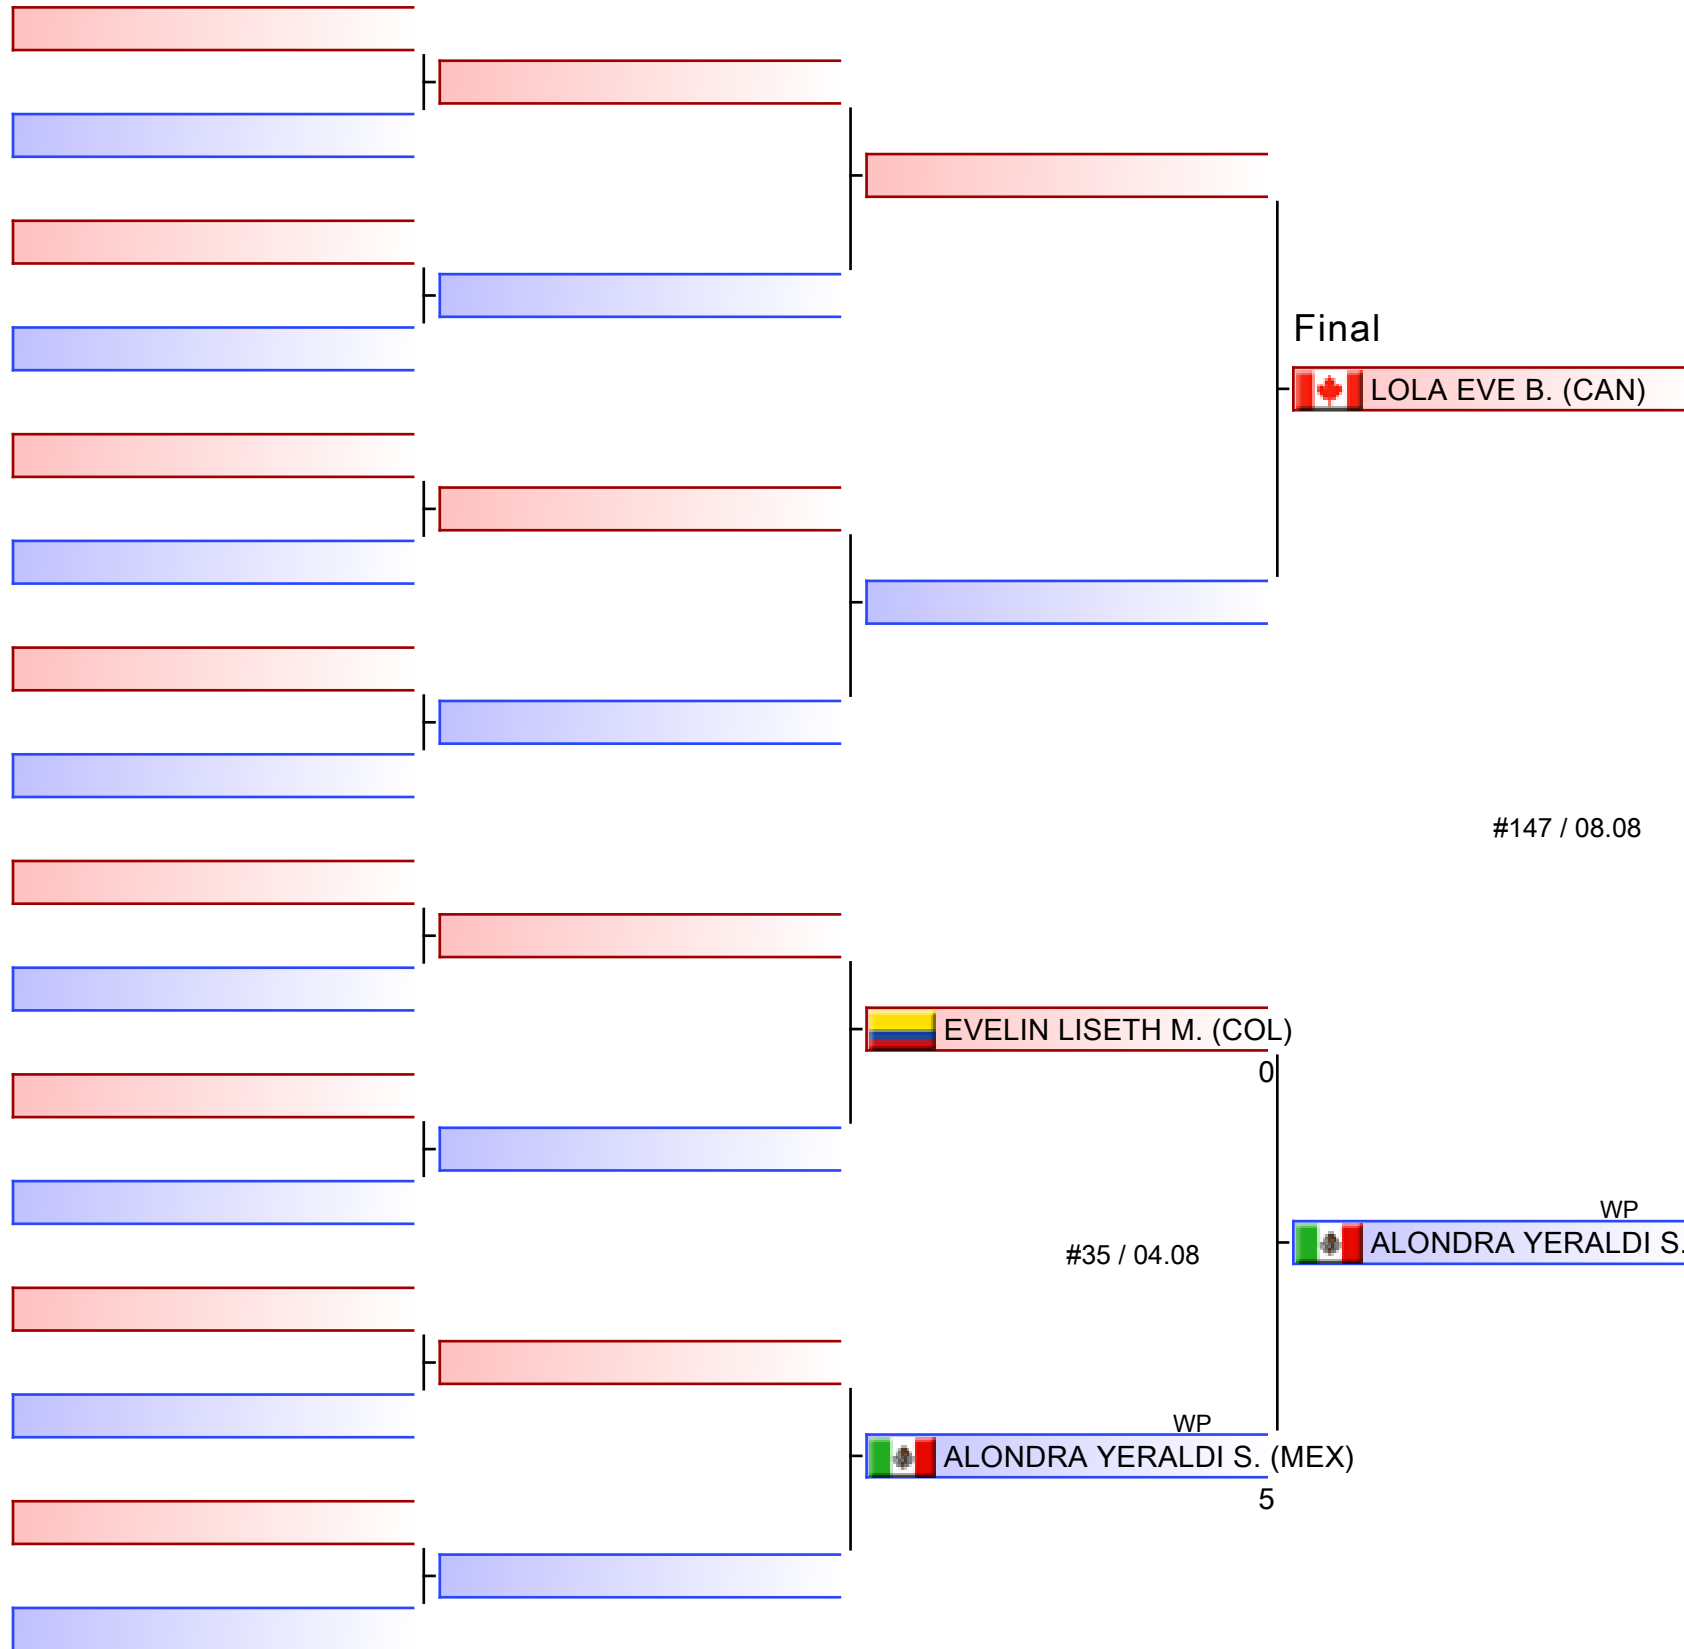 Final
LOLA EVE B. (CAN)
#147 / 08.08
EVELIN LISETH M. (COL)
0
WP
ALONDRA YERALDI S.
#35 / 04.08
WP
ALONDRA YERALDI S. (MEX)
5